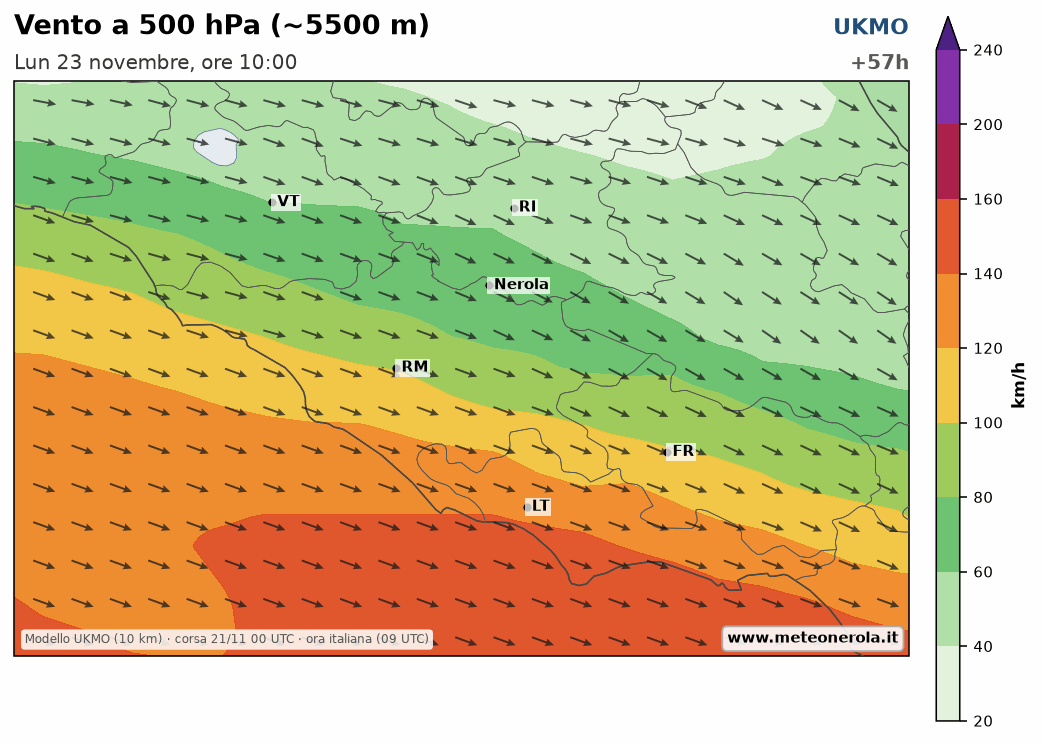 Vento a 500 hPa (~5500 m)
UKMO
Lun 23 novembre, ore 10:00
+57h
VT
RI
Nerola
RM
FR
LT
Modello UKMO (10 km) · corsa 21/11 00 UTC · ora italiana (09 UTC)
www.meteonerola.it
240
200
160
140
120
100
80
60
40
20
km/h